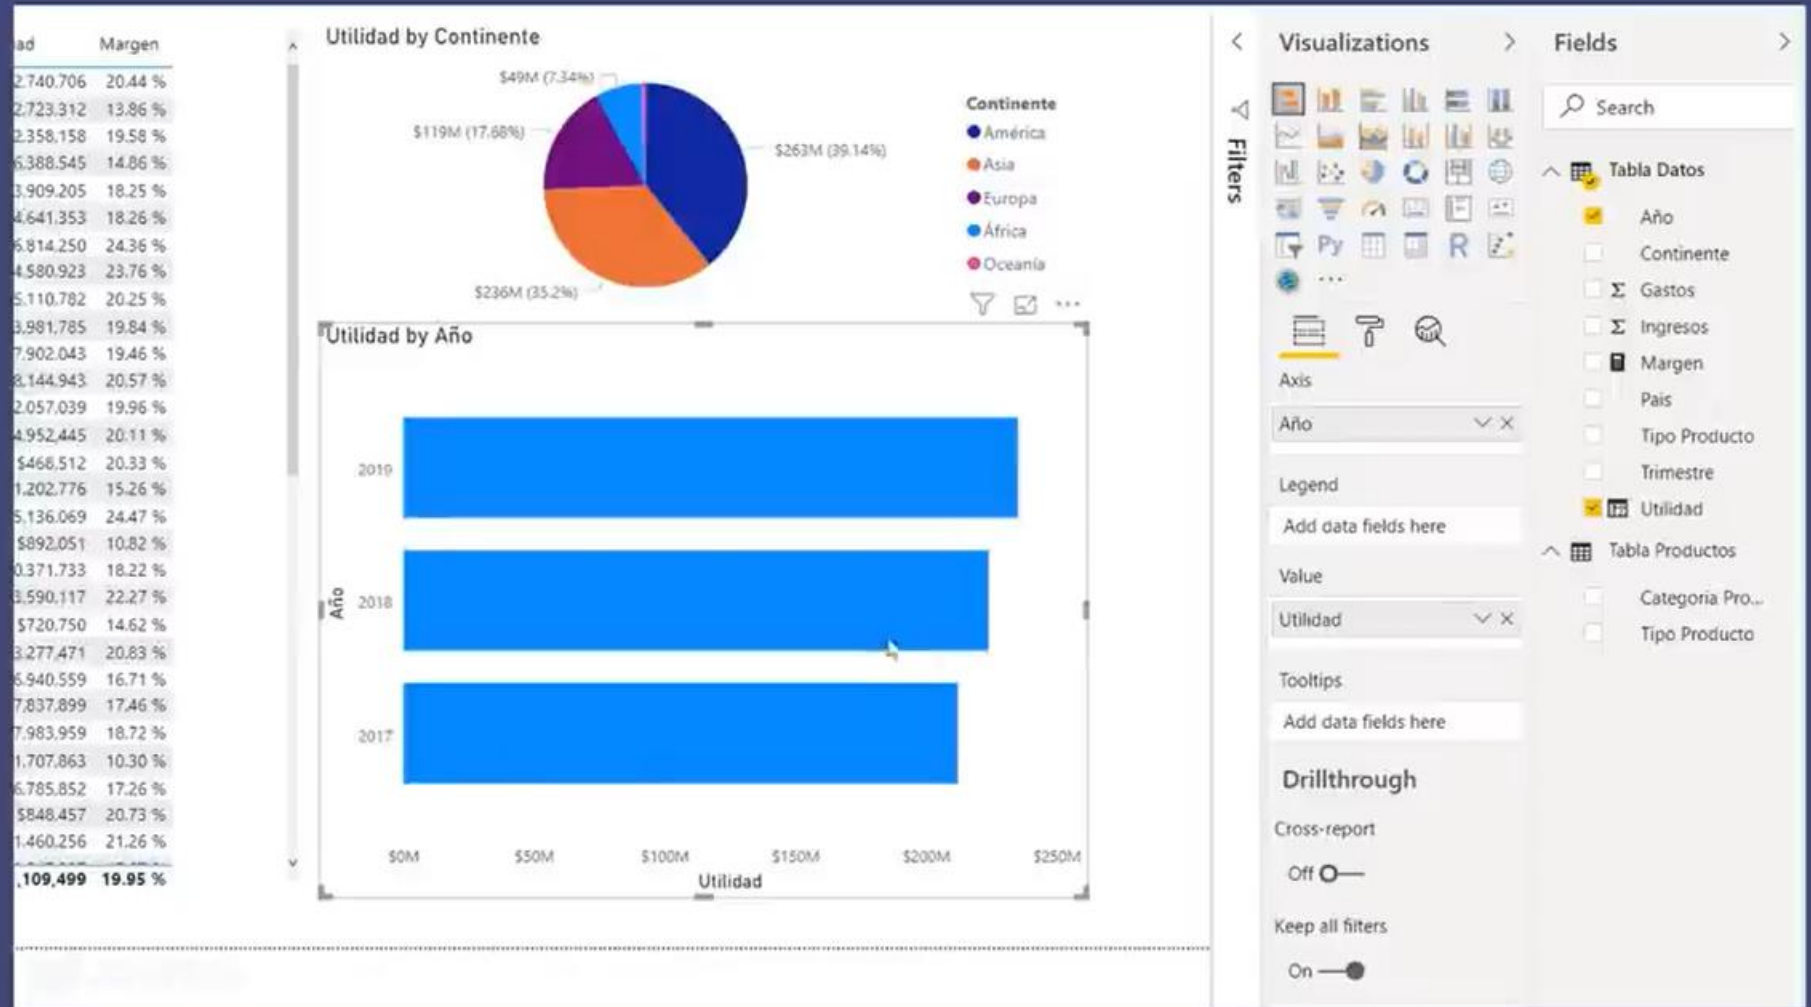 ad Margen
2.740.706 20.44 %
2.723.312 13.86 %
2.358.158 19.58 %
6.388.545 14.86 %
3.909.205 18.25 %
4.641.353 18.26 %
6.814.250 24.36 %
4.580.923 23.76 %
5.110.782 20.25 %
3.981.785 19.84 %
7.902.043 19.46 %
8.144.943 20.57 %
2.057,039 19.96 %
4.952,445 20.11 %
$468,512 20.33 %
1.202.776 15.26 %
5.136.069 24.47 %
$892,051 10.82 %
0.371.733 18.22 %
3,590.117 22.27 %
$720.750 14.62 %
3.277,471 20.83 %
6.940.559 16.71 %
7,837,899 17.46 %
7.983,959 18.72 %
1.707,863 10.30 %
6.785,852 17.26 %
$848,457 20.73 %
1.460.256 21.26 %
,109,499 19.95 %
Utilidad by Continente
$49M (7.34%)
$119M (17.68%)
$263M (39.14%)
$236M (35.2%)
Continente
América
Asia
Europa
África
Oceanía
Utilidad by Año
2019
2018
2017
Año
$0M $50M $100M $150M $200M $250M
Utilidad
Filters
Visualizations
Py
R
Axis
Año
Legend
Add data fields here
Value
Utilidad
Tooltips
Add data fields here
Drillthrough
Cross-report
Off
Keep all filters
On
Fields
Search
Tabla Datos
Año
Continente
Σ Gastos
Σ Ingresos
Margen
Pais
Tipo Producto
Trimestre
Utilidad
Tabla Productos
Categoria Pro...
Tipo Producto